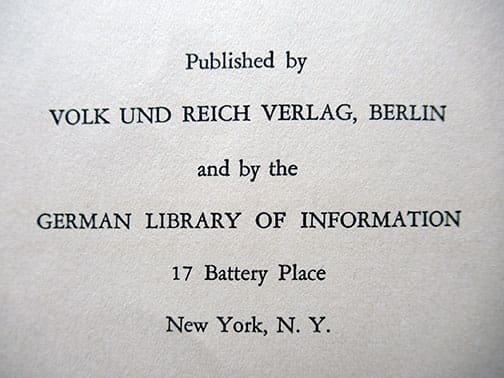 Published by
VOLK UND REICH VERLAG, BERLIN
and by the
GERMAN LIBRARY OF INFORMATION
17 Battery Place
New York, N. Y.